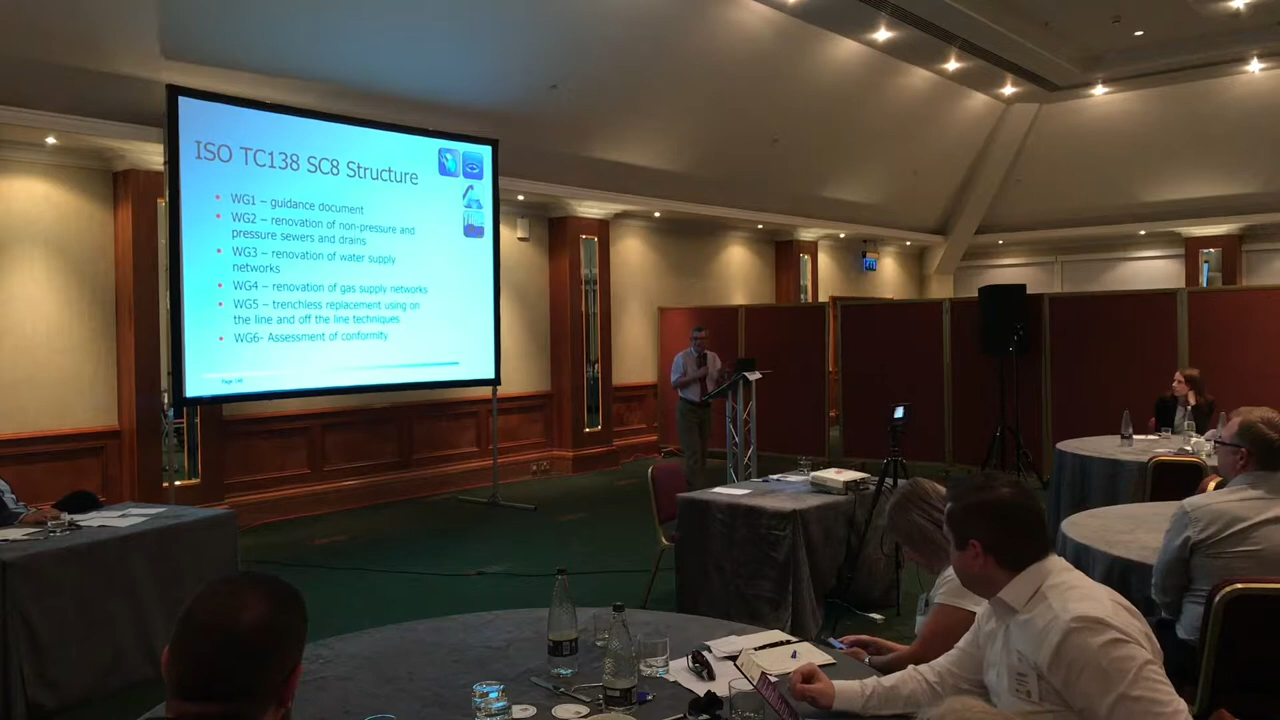 ISO TC138 SC8 Structure
WG1 – guidance document
WG2 – renovation of non-pressure and
pressure sewers and drains
WG3 – renovation of water supply
networks
WG4 – renovation of gas supply networks
WG5 – trenchless replacement using on
the line and off the line techniques
WG6- Assessment of conformity